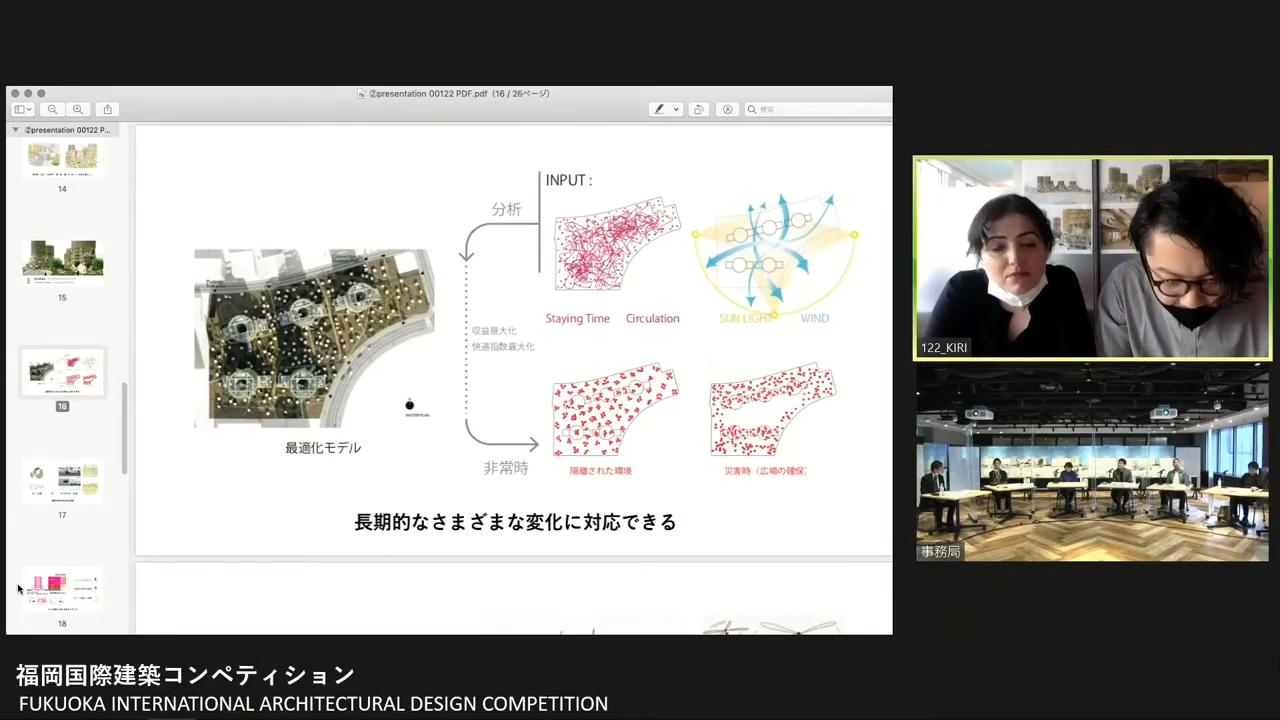 ②presentation 00122 PDF.pdf（16 / 26ページ）
検索
②presentation 00122 P...
14
15
16
17
18
INPUT :
分析
Staying Time
Circulation
SUN LIGHT
WIND
収益最大化
快適指数最大化
MASTER PLAN
最適化モデル
非常時
隔離された環境
災害時（広場の確保）
長期的なさまざまな変化に対応できる
122_KIRI
事務局
福岡国際建築コンペティション
FUKUOKA INTERNATIONAL ARCHITECTURAL DESIGN COMPETITION